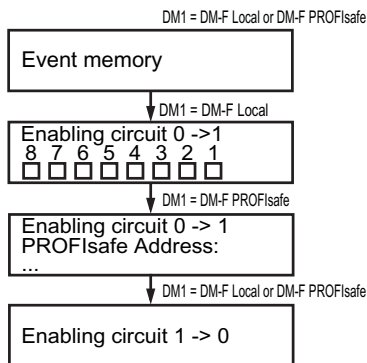 DM1 = DM-F Local or DM-F PROFIsafe
Event memory
DM1 = DM-F Local
Enabling circuit 0 ->1
8 7 6 5 4 3 2 1
DM1 = DM-F PROFIsafe
Enabling circuit 0 -> 1
PROFIsafe Address:
...
DM1 = DM-F Local or DM-F PROFIsafe
Enabling circuit 1 -> 0